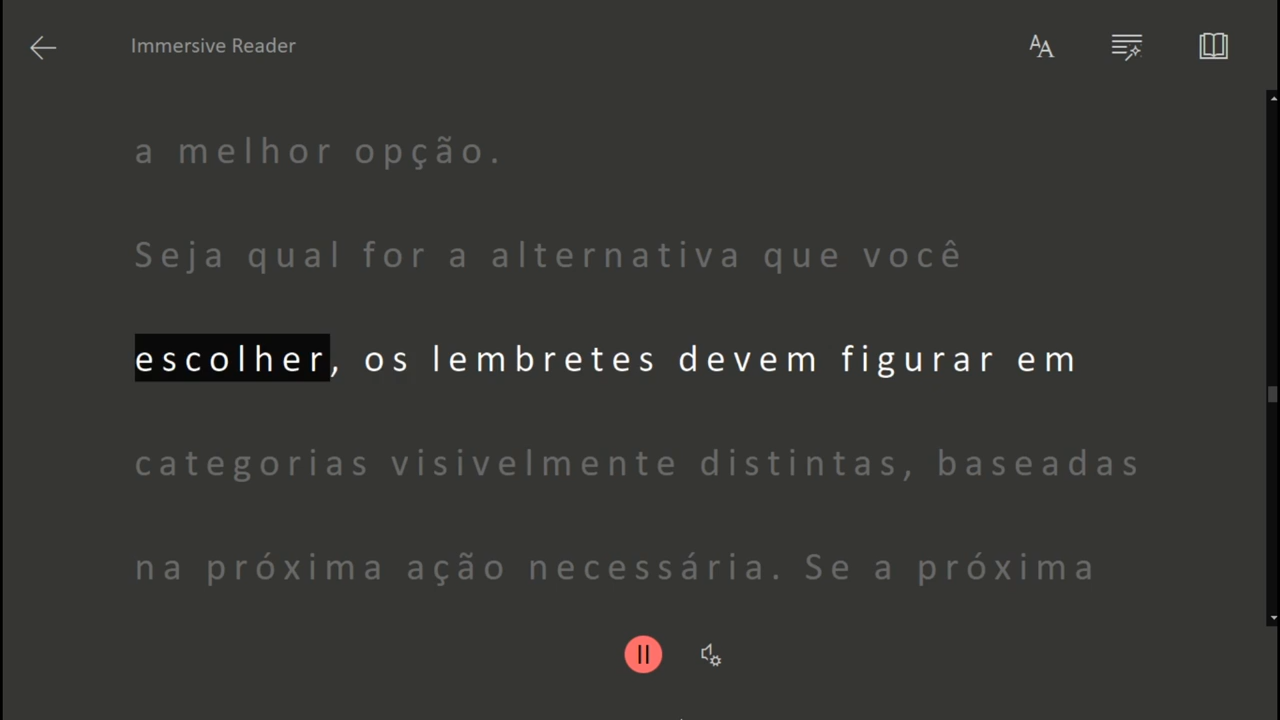 Immersive Reader
a melhor opção.
Seja qual for a alternativa que você
escolher, os lembretes devem figurar em
categorias visivelmente distintas, baseadas
na próxima ação necessária. Se a próxima